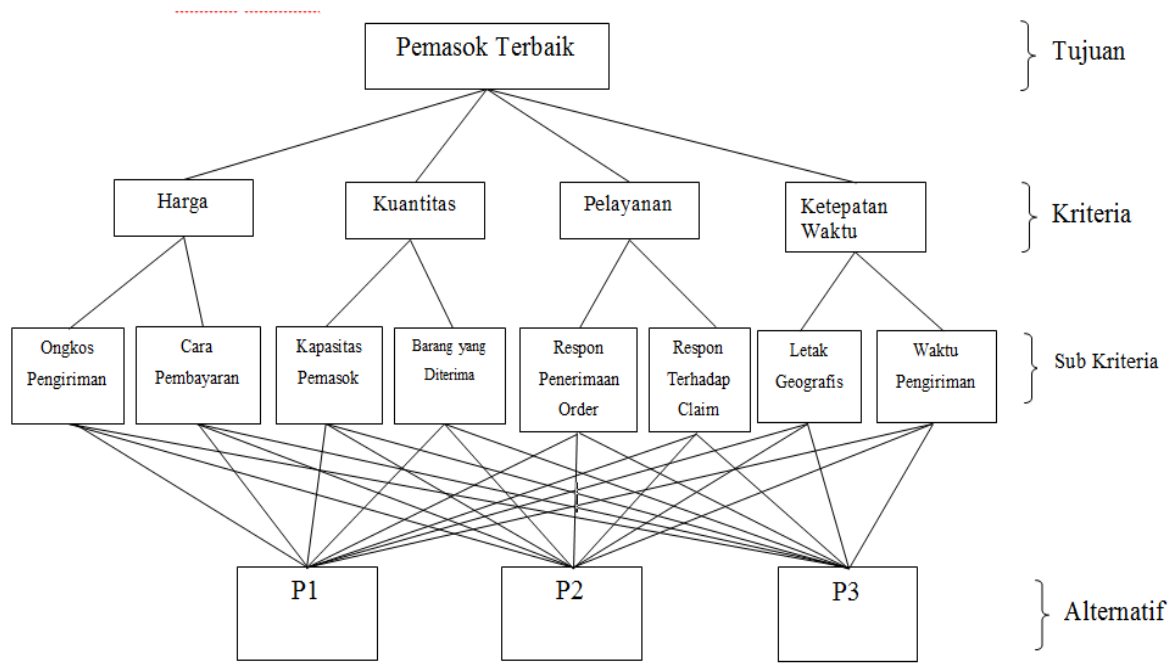 Pemasok Terbaik
Tujuan
Harga
Kuantitas
Pelayanan
Ketepatan
Waktu
Kriteria
Ongkos
Pengiriman
Cara
Pembayaran
Kapasitas
Pemasok
Barang yang
Diterima
Respon
Penerimaan
Order
Respon
Terhadap
Claim
Letak
Geografis
Waktu
Pengiriman
Sub Kriteria
P1
P2
P3
Alternatif